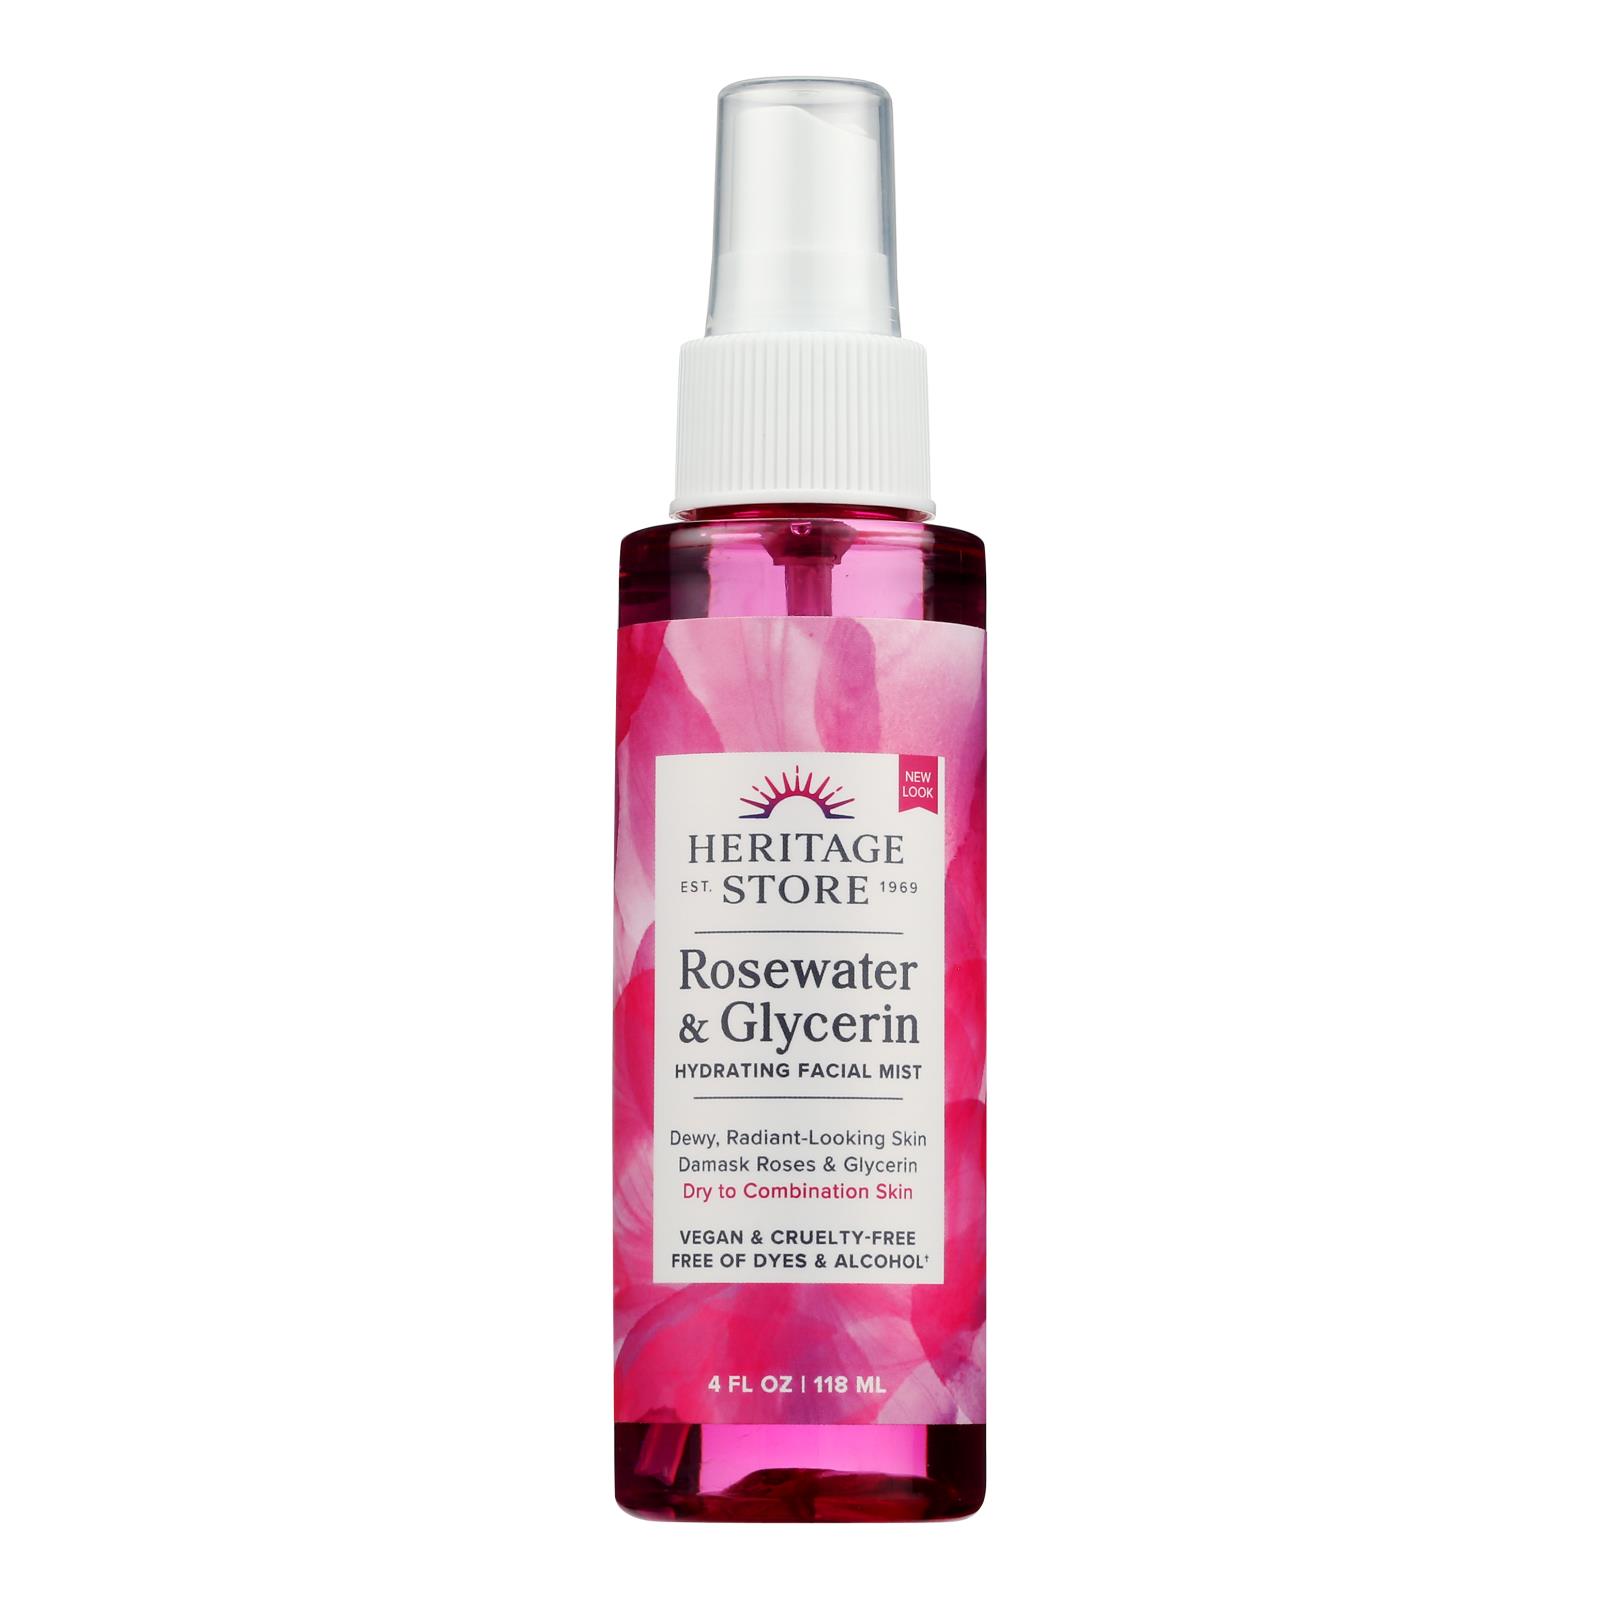 NEW
LOOK
HERITAGE
EST. STORE 1969
Rosewater
& Glycerin
HYDRATING FACIAL MIST
Dewy, Radiant-Looking Skin
Damask Roses & Glycerin
Dry to Combination Skin
VEGAN & CRUELTY-FREE
FREE OF DYES & ALCOHOL†
4 FL OZ | 118 ML